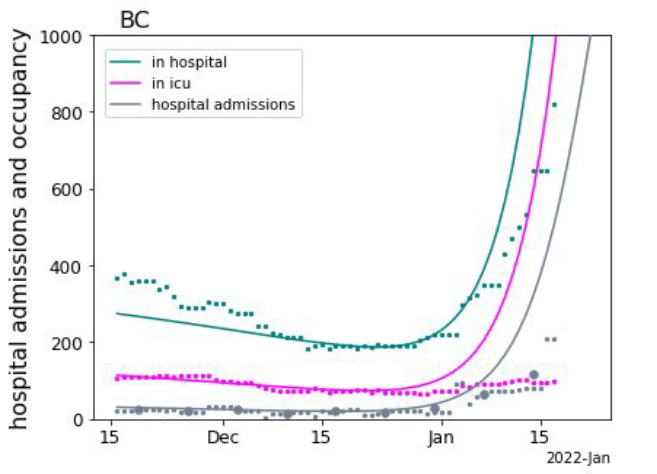 BC
hospital admissions and occupancy
1000
800
600
400
200
0
in hospital
in icu
hospital admissions
15
Dec
15
Jan
15
2022-Jan